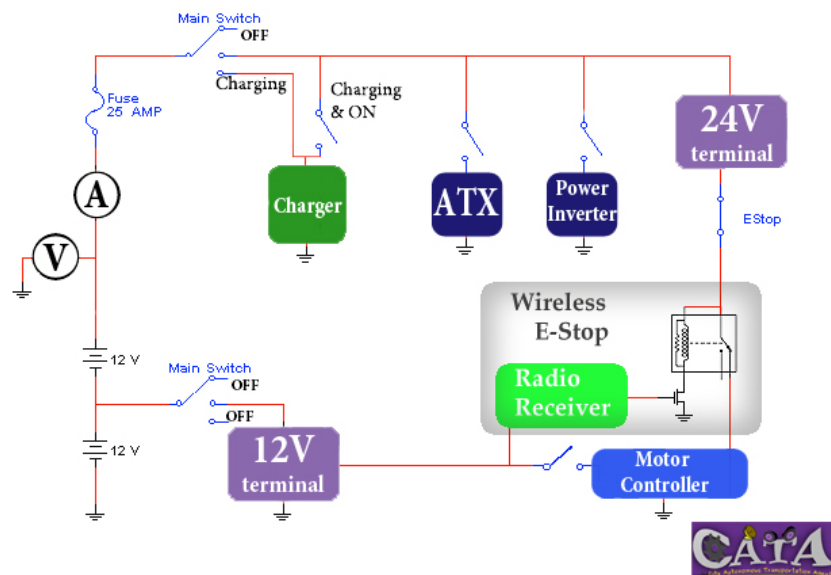 Main Switch
OFF
Charging
Charging
& ON
Fuse
25 AMP
24V
terminal
A
Charger
ATX
Power
Inverter
EStop
V
Wireless
E-Stop
12 V
Main Switch
OFF
OFF
Radio
Receiver
12 V
12V
terminal
Motor
Controller
CATA